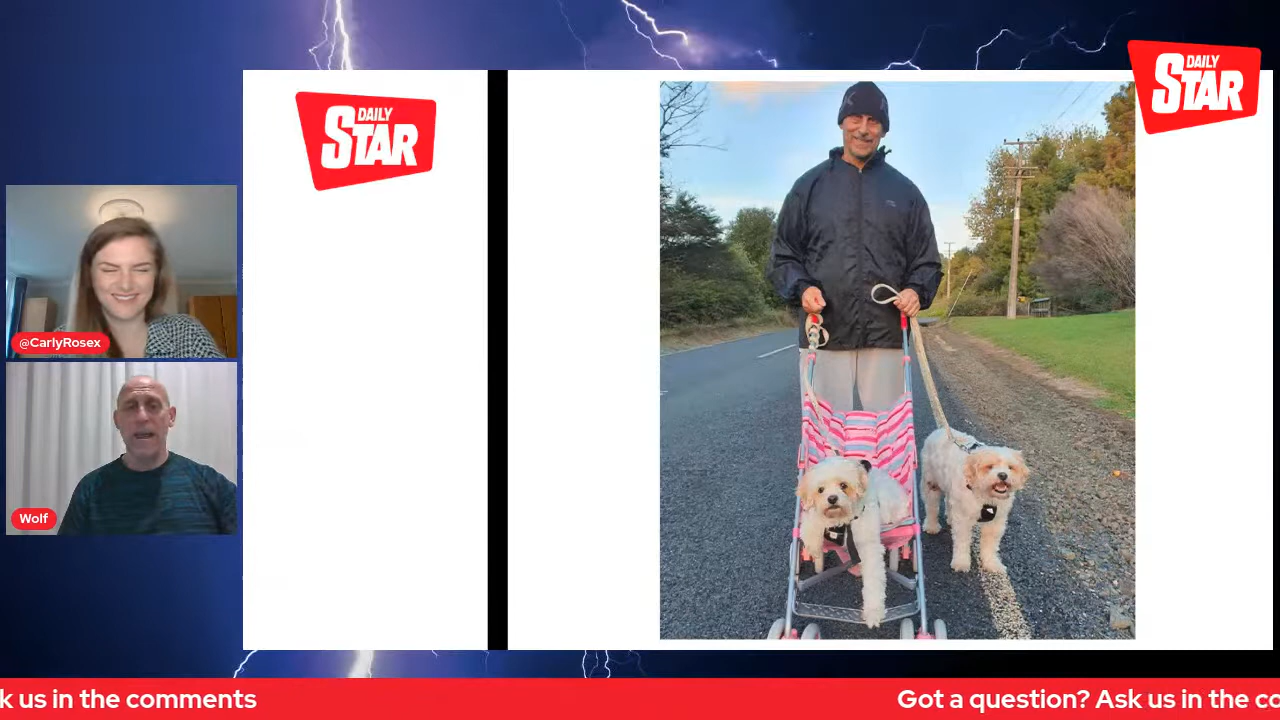 DAILY
STAR
DAILY
STAR
@CarlyRosex
Wolf
k us in the comments
Got a question? Ask us in the co